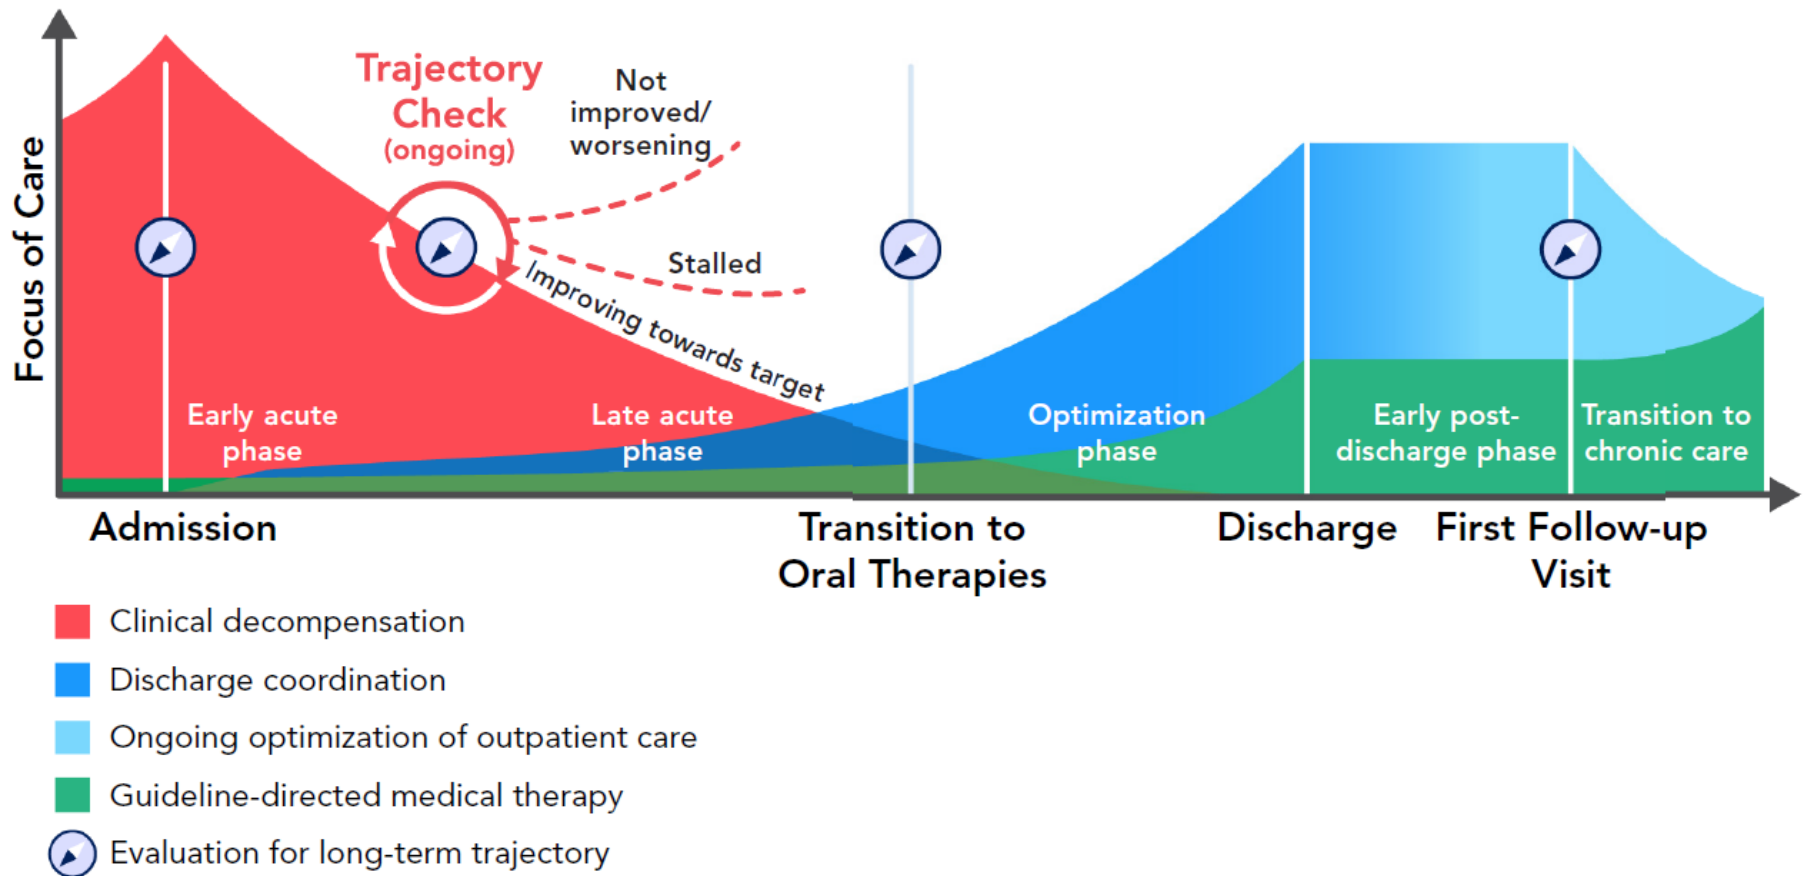 Focus of Care
Trajectory
Check
(ongoing)
Not
improved/
worsening
Stalled
Improving towards target
Early acute
phase
Late acute
phase
Optimization
phase
Early post-
discharge phase
Transition to
chronic care
Admission
Transition to
Oral Therapies
Discharge
First Follow-up
Visit
Clinical decompensation
Discharge coordination
Ongoing optimization of outpatient care
Guideline-directed medical therapy
Evaluation for long-term trajectory